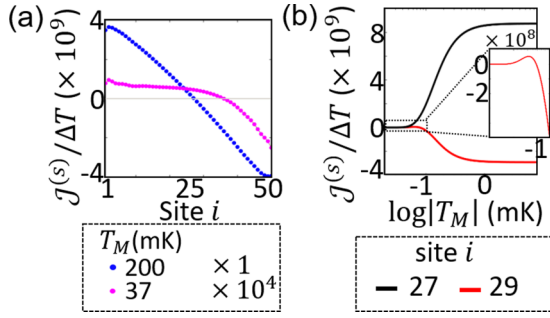 (a)
𝒥^(s)/ΔT (× 10^9)
4
0
-4
1
25
50
Site i
T_M(mK)
200 × 1
37 × 10^4
(b)
𝒥^(s)/ΔT (× 10^9)
8
4
0
-4
-1
0
log|T_M| (mK)
× 10^8
0
-2
-1
site i
27 29